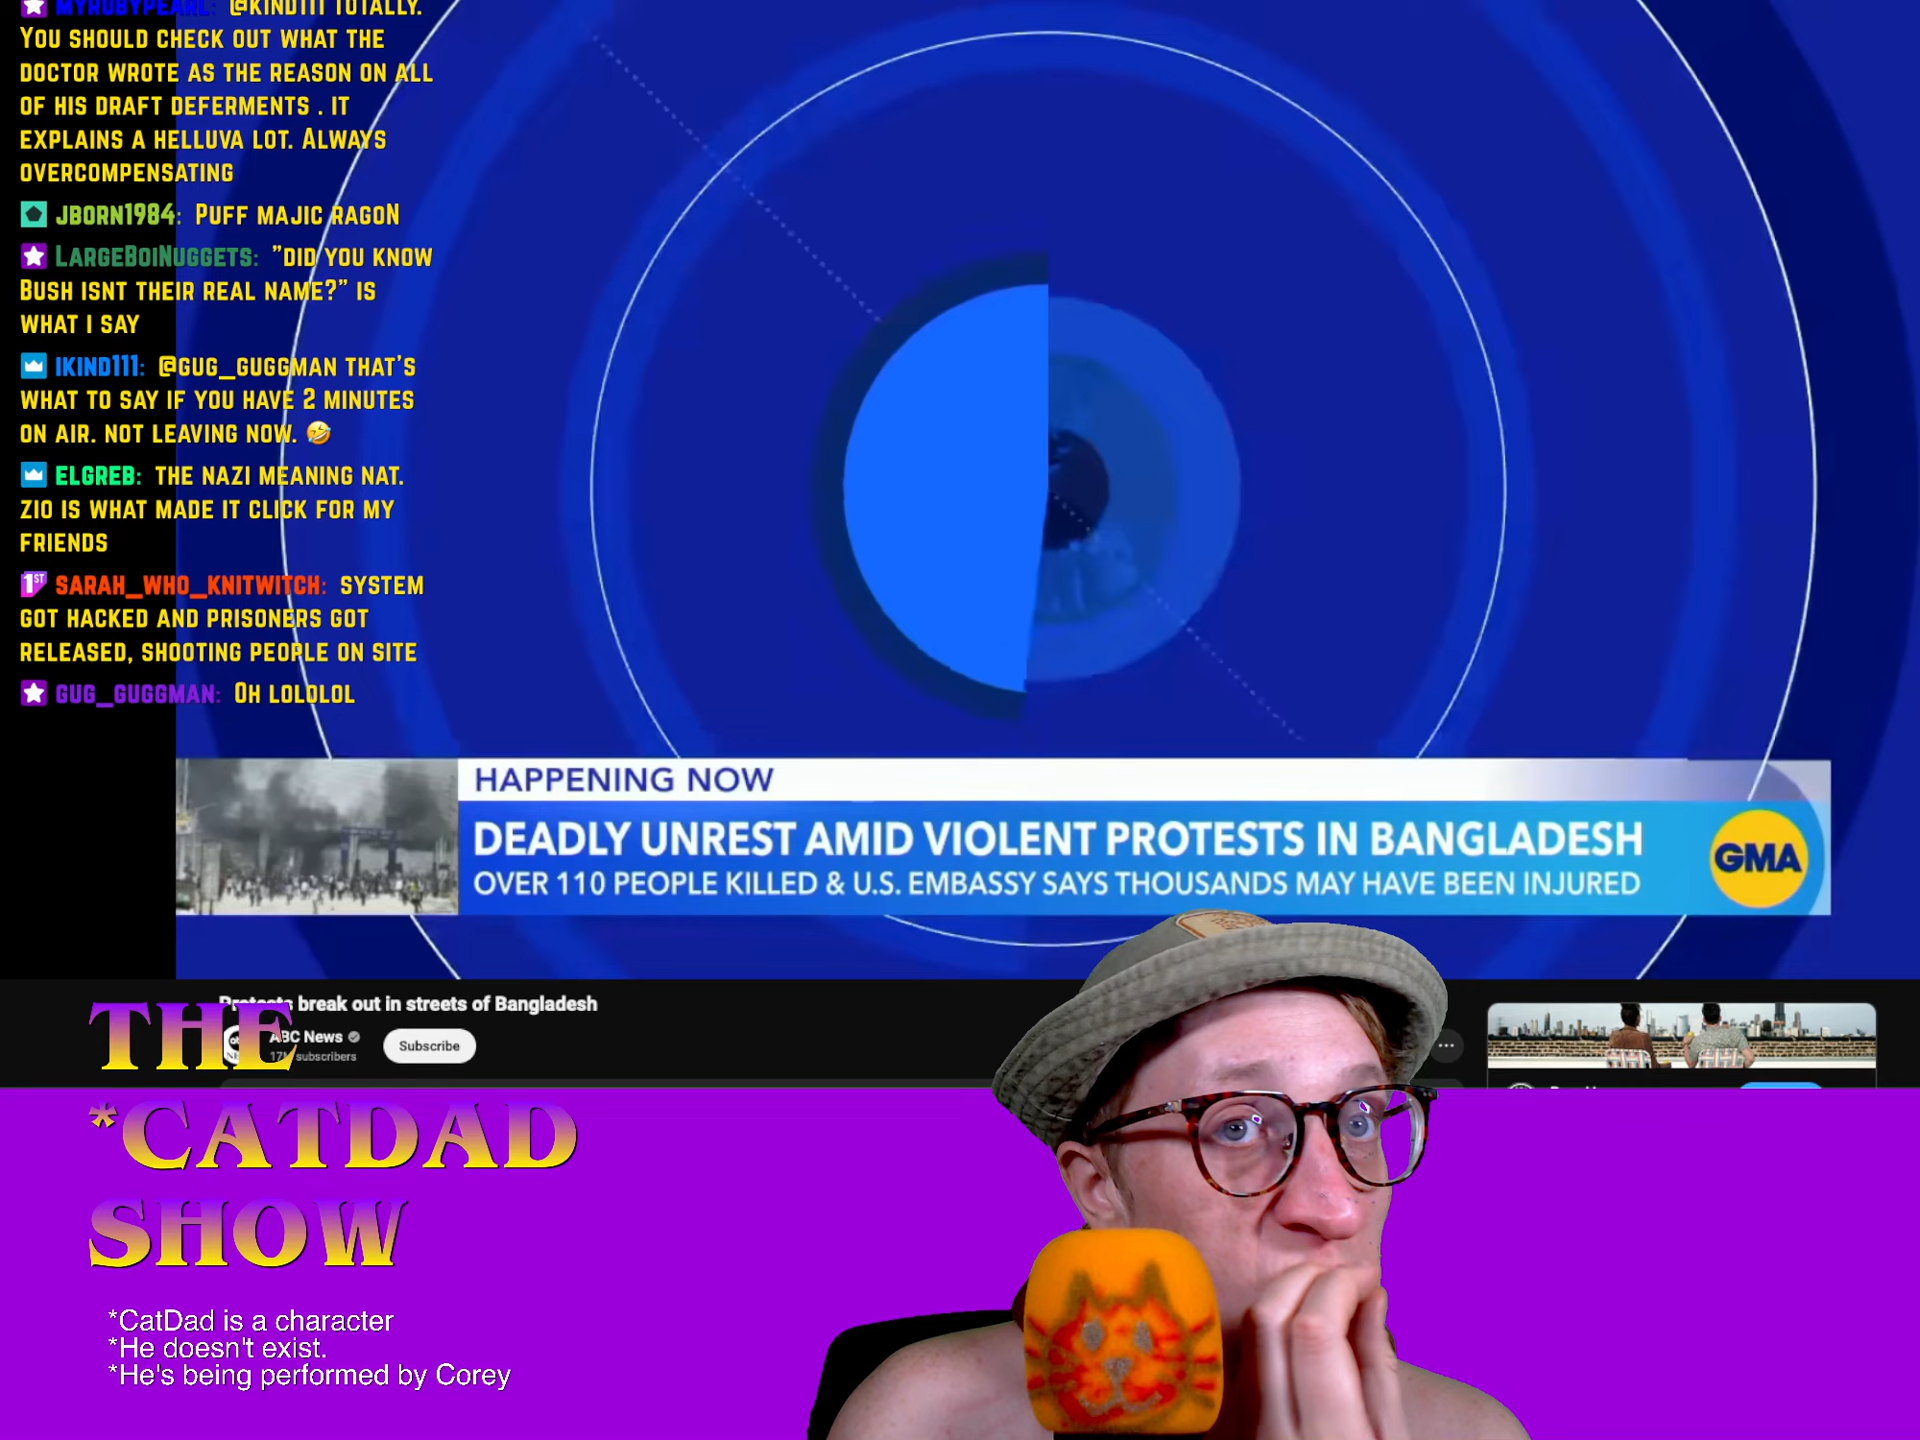 MYRUBYPEARL: @KIND111 TOTALLY.
YOU SHOULD CHECK OUT WHAT THE
DOCTOR WROTE AS THE REASON ON ALL
OF HIS DRAFT DEFERMENTS . IT
EXPLAINS A HELLUVA LOT. ALWAYS
OVERCOMPENSATING
JBORN1984: PUFF MAJIC RAGON
LARGEBOINUGGETS: "DID YOU KNOW
BUSH ISNT THEIR REAL NAME?" IS
WHAT I SAY
IKIND111: @GUG_GUGGMAN THAT'S
WHAT TO SAY IF YOU HAVE 2 MINUTES
ON AIR. NOT LEAVING NOW. 🤣
ELGREB: THE NAZI MEANING NAT.
ZIO IS WHAT MADE IT CLICK FOR MY
FRIENDS
1ST SARAH_WHO_KNITWITCH: SYSTEM
GOT HACKED AND PRISONERS GOT
RELEASED, SHOOTING PEOPLE ON SITE
GUG_GUGGMAN: OH LOLOLOL
HAPPENING NOW
DEADLY UNREST AMID VIOLENT PROTESTS IN BANGLADESH
OVER 110 PEOPLE KILLED & U.S. EMBASSY SAYS THOUSANDS MAY HAVE BEEN INJURED
GMA
Protests break out in streets of Bangladesh
ABC News
17M subscribers
Subscribe
THE
*CATDAD
SHOW
*CatDad is a character
*He doesn't exist.
*He's being performed by Corey